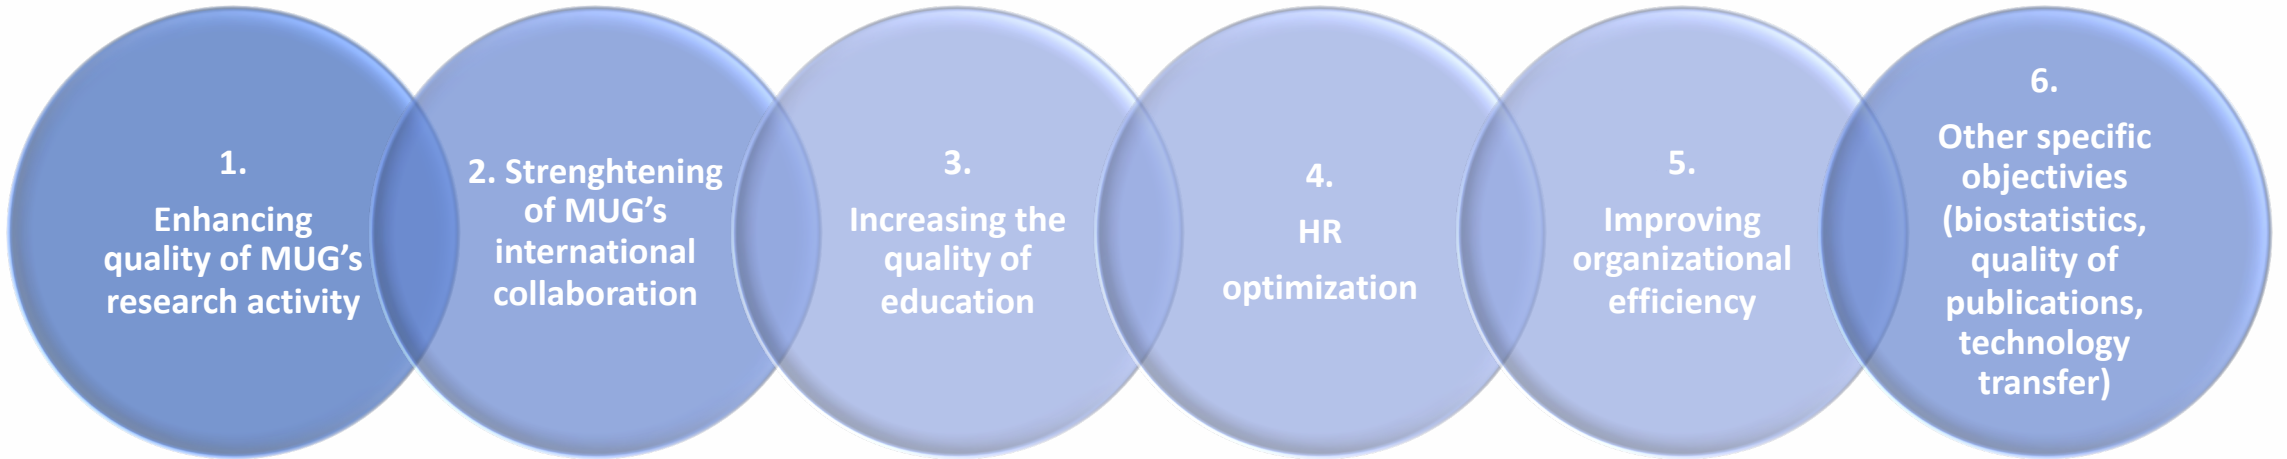 1.
Enhancing
quality of MUG's
research activity
2. Strenghtening
of MUG's
international
collaboration
3.
Increasing the
quality of
education
4.
HR
optimization
5.
Improving
organizational
efficiency
6.
Other specific
objectivies
(biostatistics,
quality of
publications,
technology
transfer)